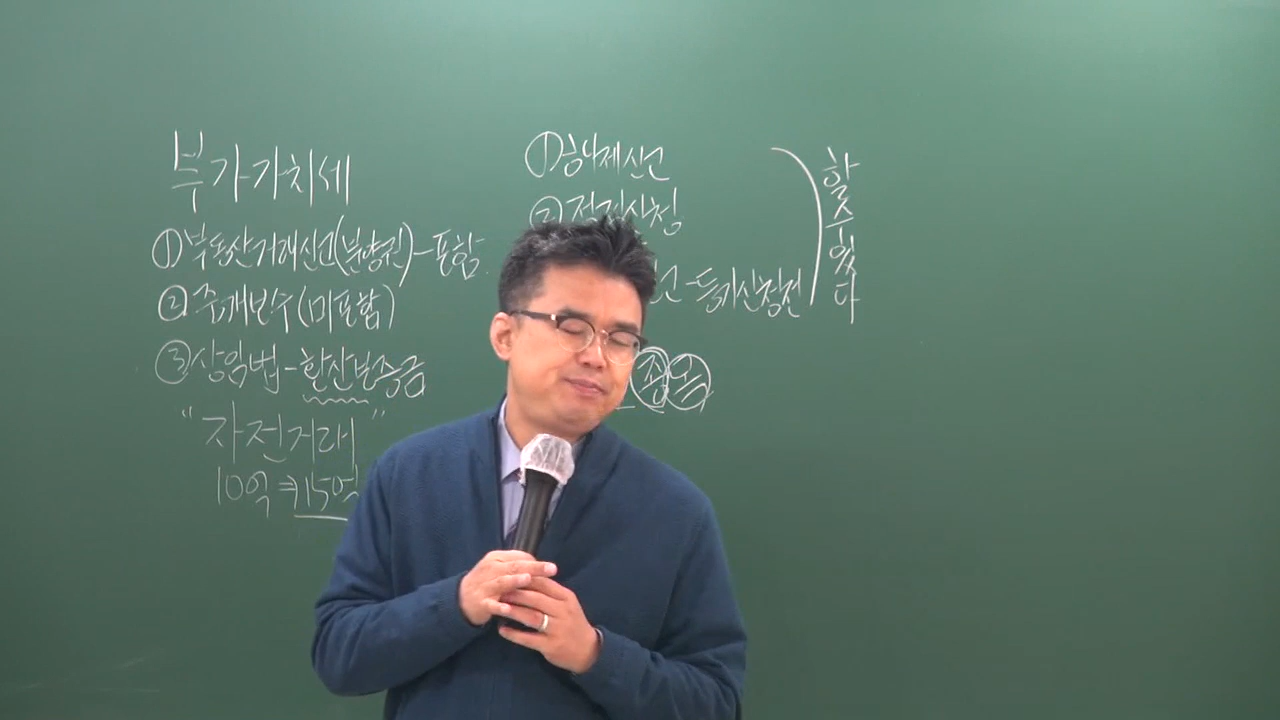 부가가치세
①부동산거래신고(분양권)-포함
②중개보수(미포함)
③상임법-환산보증금
"자전거래"
10억⇒15억
①해제신고
②정정신청
고-등기신청전
할수있다